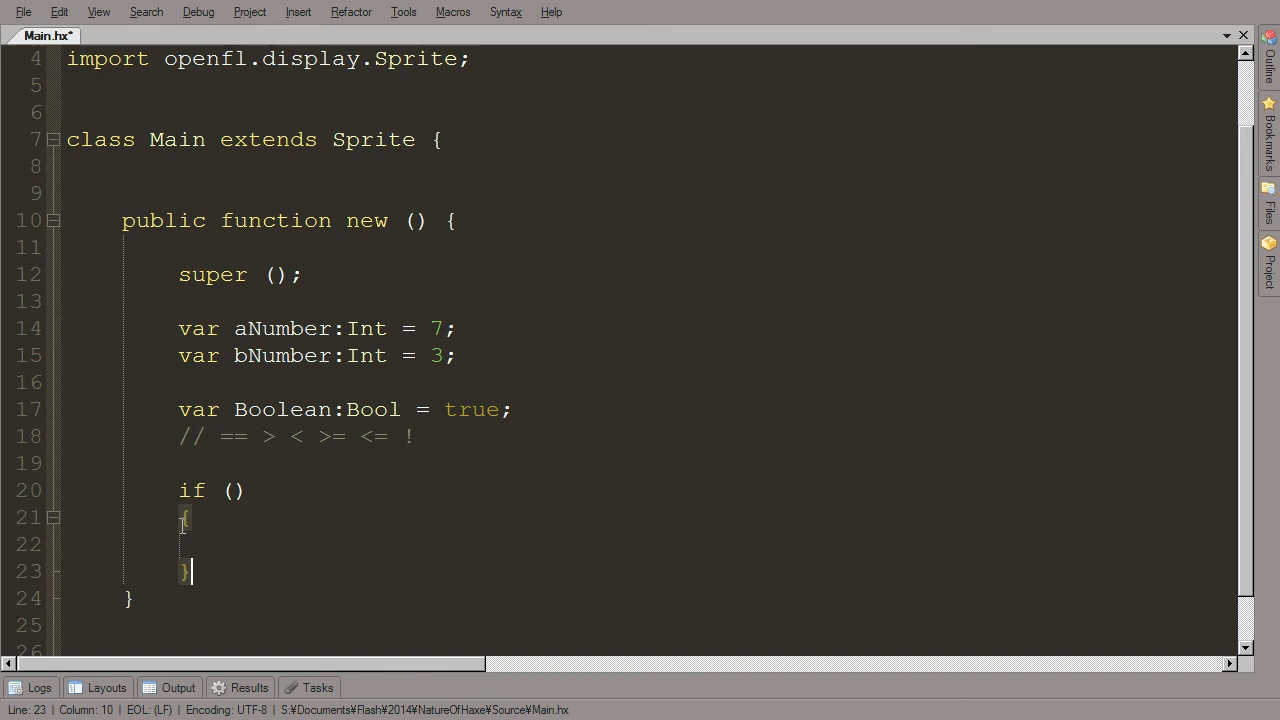 File Edit View Search Debug Project Insert Refactor Tools Macros Syntax Help
Main.hx*
4 import openfl.display.Sprite;
5
6
7 class Main extends Sprite {
8
9
10 public function new () {
11
12 super ();
13
14 var aNumber:Int = 7;
15 var bNumber:Int = 3;
16
17 var Boolean:Bool = true;
18 // == > < >= <= !
19
20 if ()
21 {
22
23 }
24 }
25
26
Outline
Bookmarks
Files
Project
Logs Layouts Output Results Tasks
Line: 23 | Column: 10 | EOL: (LF) | Encoding: UTF-8 | S:¥Documents¥Flash¥2014¥NatureOfHaxe¥Source¥Main.hx